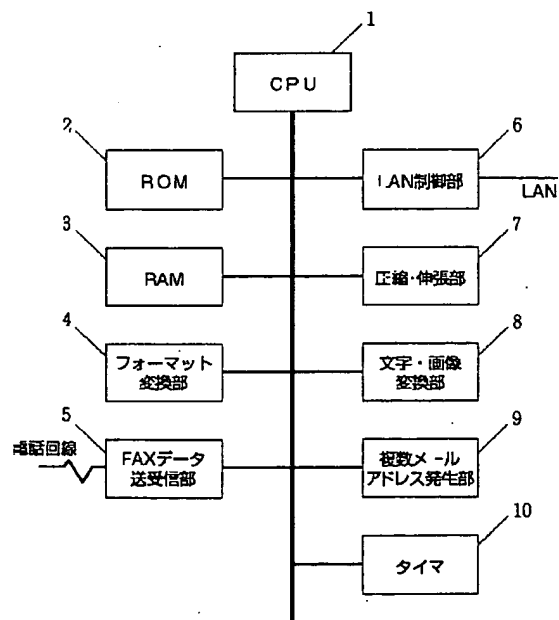 1
CPU
2
ROM
6
LAN制御部
LAN
3
RAM
7
圧縮・伸張部
4
フォーマット
変換部
8
文字・画像
変換部
5
電話回線
FAXデータ
送受信部
9
複数メール
アドレス発生部
10
タイマ